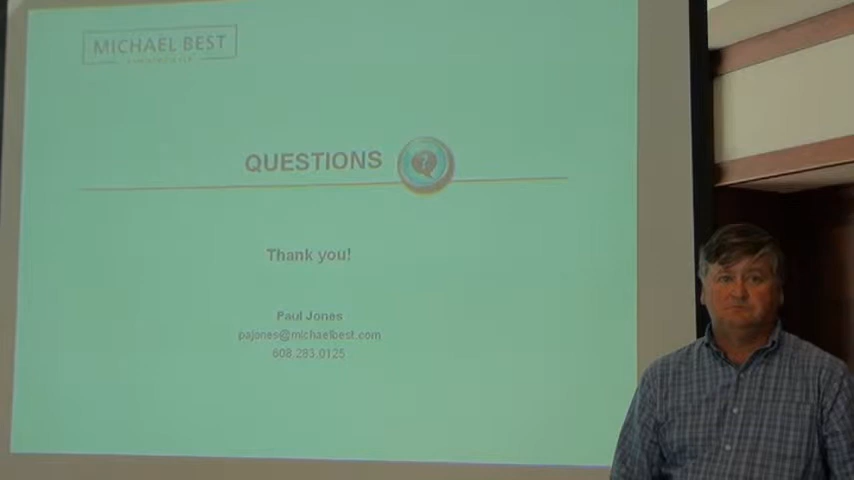 MICHAEL BEST
QUESTIONS
Thank you!
Paul Jones
pajones@michaelbest.com
608.283.0125